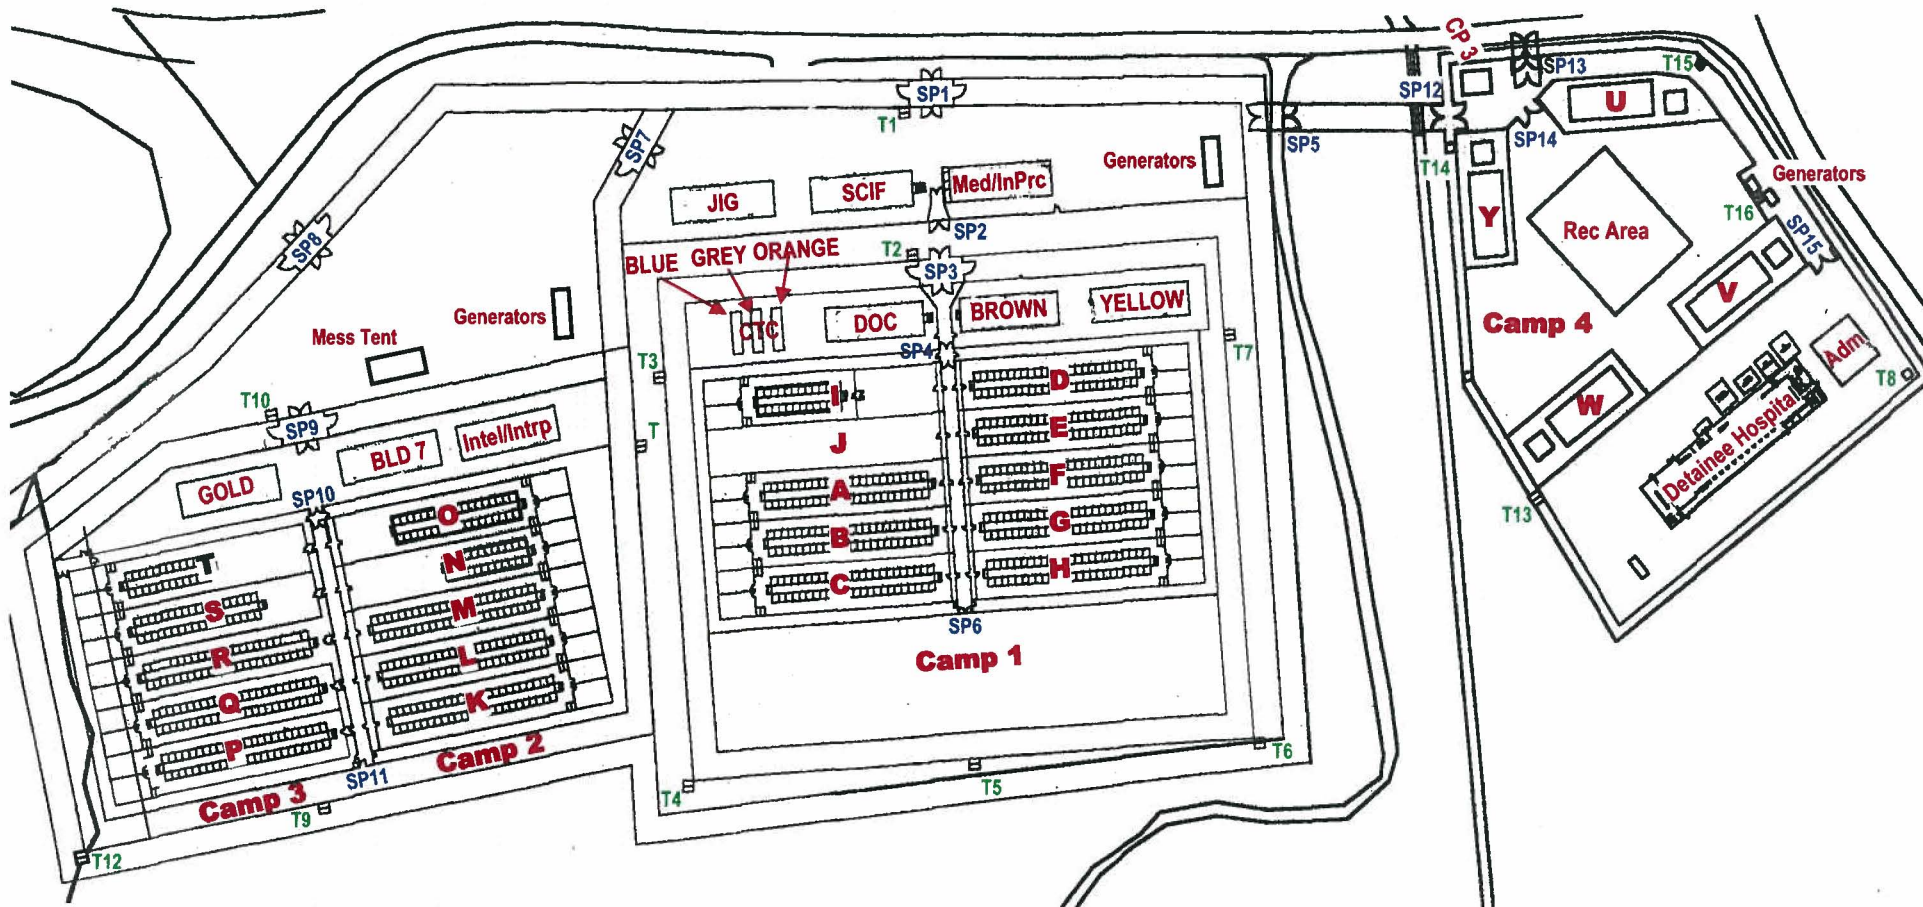 CP 3
SP1
T1
SP7
SP12
SP13
T15
U
SP5
SP14
T14
Generators
Generators
JIG
SCIF
Med/InPrc
SP2
Y
Rec Area
T16
SP15
SP8
BLUE GREY ORANGE
T2
SP3
CTC
DOC
BROWN
YELLOW
SP4
T7
V
Camp 4
Adm
T8
W
Detainee Hospital
T13
Generators
Mess Tent
T3
T10
SP9
T
GOLD
BLD 7
Intel/Intrp
SP10
I
J
A
B
C
D
E
F
G
H
SP6
Camp 1
O
N
M
L
K
T
S
R
Q
P
SP11
Camp 2
Camp 3
T9
T12
T4
T5
T6